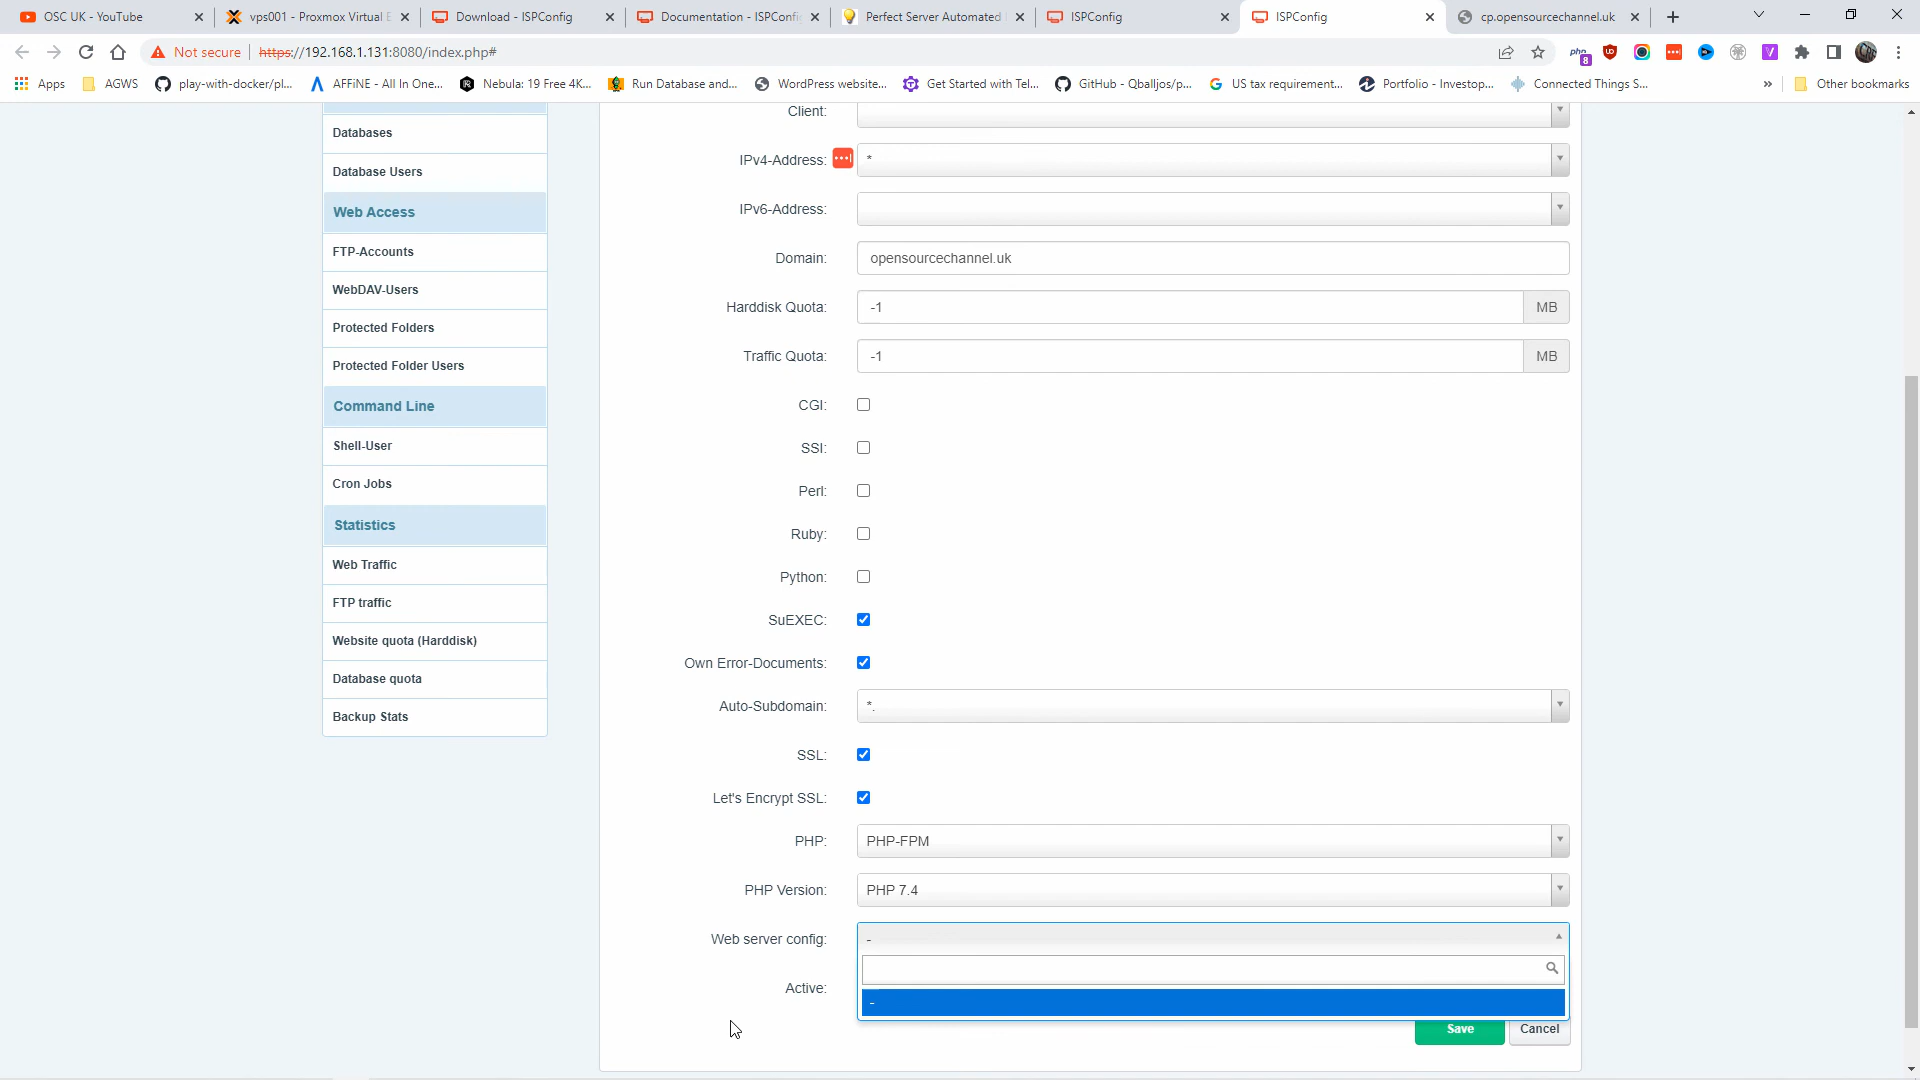 OSC UK - YouTube
vps001 - Proxmox Virtual E
Download - ISPConfig
Documentation - ISPConfi
Perfect Server Automated
ISPConfig
ISPConfig
cp.opensourcechannel.uk
Not secure
https://192.168.1.131:8080/index.php#
php
8
Apps
AGWS
play-with-docker/pl...
AFFiNE - All In One...
Nebula: 19 Free 4K...
Run Database and...
WordPress website...
Get Started with Tel...
GitHub - Qballjos/p...
US tax requirement...
Portfolio - Investop...
Connected Things S...
»
Other bookmarks
Databases
Database Users
Web Access
FTP-Accounts
WebDAV-Users
Protected Folders
Protected Folder Users
Command Line
Shell-User
Cron Jobs
Statistics
Web Traffic
FTP traffic
Website quota (Harddisk)
Database quota
Backup Stats
Client:
IPv4-Address: *
IPv6-Address:
Domain: opensourcechannel.uk
Harddisk Quota: -1 MB
Traffic Quota: -1 MB
CGI:
SSI:
Perl:
Ruby:
Python:
SuEXEC:
Own Error-Documents:
Auto-Subdomain: *.
SSL:
Let's Encrypt SSL:
PHP: PHP-FPM
PHP Version: PHP 7.4
Web server config: -
-
Active:
Save Cancel